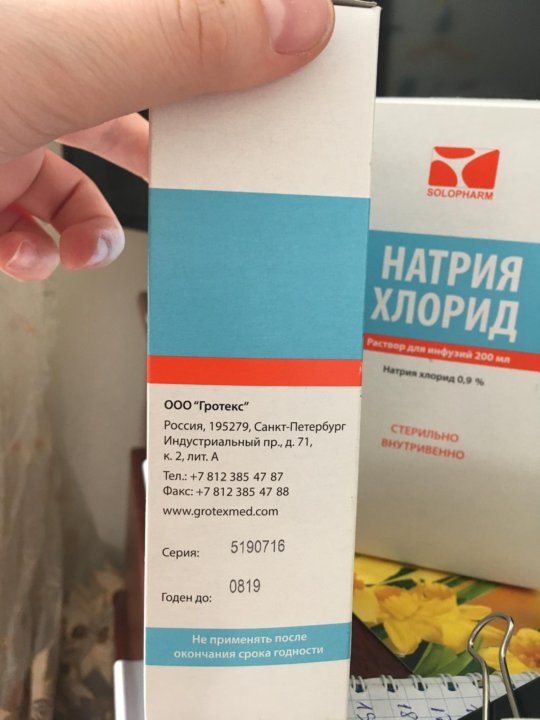 ООО "Гротекс"
Россия, 195279, Санкт-Петербург
Индустриальный пр., д. 71,
к. 2, лит. А
Тел.: +7 812 385 47 87
Факс: +7 812 385 47 88
www.grotexmed.com
Серия: 5190716
Годен до: 0819
Не применять после
окончания срока годности
SOLOPHARM
НАТРИЯ
ХЛОРИД
Раствор для инфузий 200 мл
Натрия хлорид 0,9 %
СТЕРИЛЬНО
ВНУТРИВЕННО